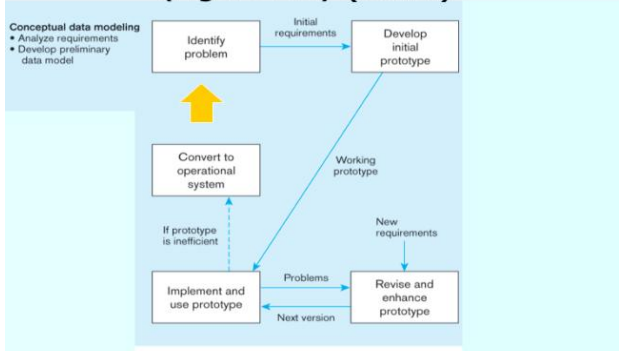 Conceptual data modeling
• Analyze requirements
• Develop preliminary
data model
Identify
problem
Initial
requirements
Develop
initial
prototype
Convert to
operational
system
Working
prototype
If prototype
is inefficient
New
requirements
Implement and
use prototype
Problems
Next version
Revise and
enhance
prototype